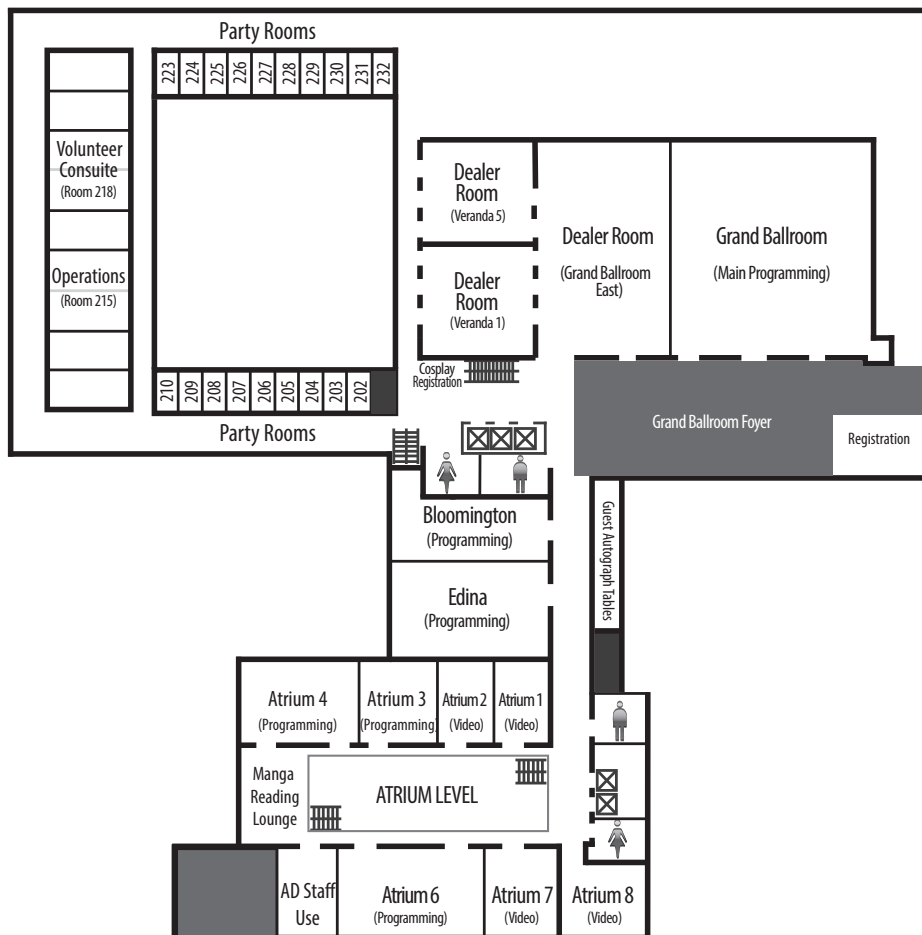 Party Rooms
223
224
225
226
227
228
229
230
231
232
Volunteer
Consuite
(Room 218)
Operations
(Room 215)
Dealer
Room
(Veranda 5)
Dealer
Room
(Veranda 1)
Dealer Room
(Grand Ballroom
East)
Grand Ballroom
(Main Programming)
Cosplay
Registration
210
209
208
207
206
205
204
203
202
Party Rooms
Grand Ballroom Foyer
Registration
Bloomington
(Programming)
Guest Autograph Tables
Edina
(Programming)
Atrium 4
(Programming)
Atrium 3
(Programming)
Atrium 2
(Video)
Atrium 1
(Video)
Manga
Reading
Lounge
ATRIUM LEVEL
AD Staff
Use
Atrium 6
(Programming)
Atrium 7
(Video)
Atrium 8
(Video)